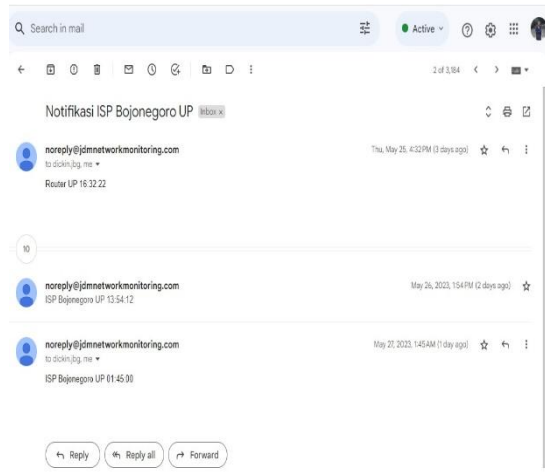 Search in mail
Active
2 of 3,184
Notifikasi ISP Bojonegoro UP Inbox x
noreply@jdmnetworkmonitoring.com
Thu, May 25, 4:32 PM (3 days ago)
to dickin.jbg, me
Router UP 16:32:22
10
noreply@jdmnetworkmonitoring.com
May 26, 2023, 1:54 PM (2 days ago)
ISP Bojonegoro UP 13:54:12
noreply@jdmnetworkmonitoring.com
May 27, 2023, 1:45 AM (1 day ago)
to dickin.jbg, me
ISP Bojonegoro UP 01:45:00
Reply
Reply all
Forward